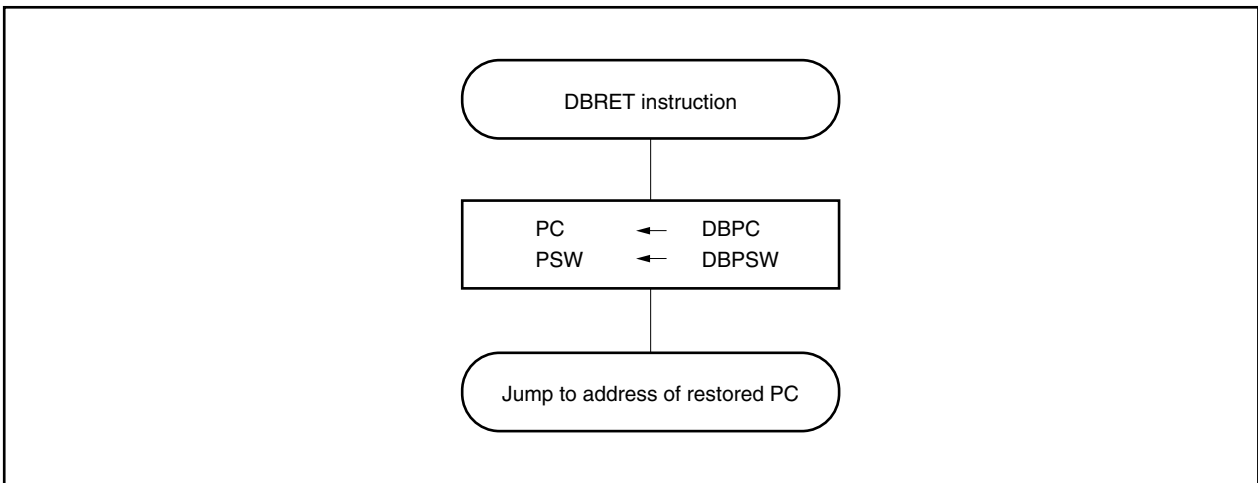 DBRET instruction
PC ← DBPC
PSW ← DBPSW
Jump to address of restored PC